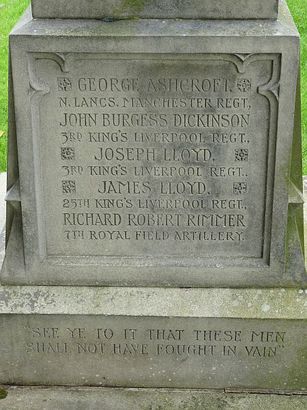 GEORGE ASHCROFT.
N. LANCS. MANCHESTER REGT.,
JOHN BURGESS DICKINSON
3RD KING'S LIVERPOOL REGT.,
JOSEPH LLOYD.
3RD KING'S LIVERPOOL REGT.,
JAMES LLOYD.
25TH KING'S LIVERPOOL REGT.,
RICHARD ROBERT RIMMER
7TH ROYAL FIELD ARTILLERY.
"SEE YE TO IT THAT THESE MEN
SHALL NOT HAVE FOUGHT IN VAIN"